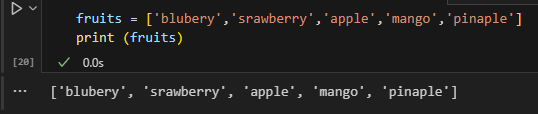 fruits = ['blubery','srawberry','apple','mango','pinaple']
print (fruits)
[20]
0.0s
['blubery', 'srawberry', 'apple', 'mango', 'pinaple']